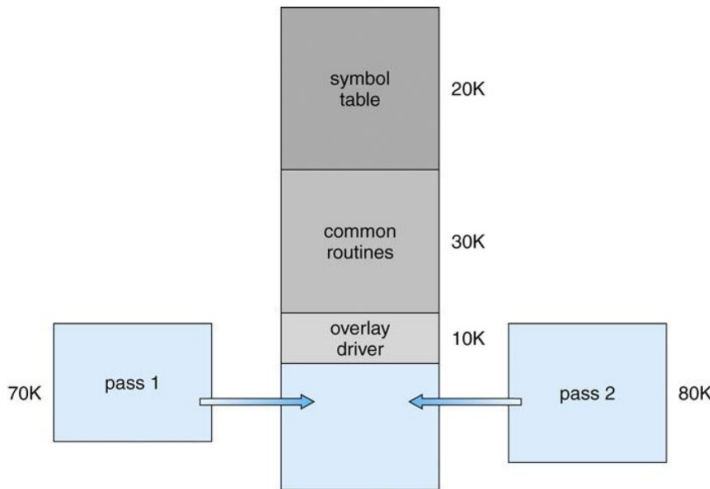 symbol
table
20K
common
routines
30K
overlay
driver
10K
pass 1
70K
pass 2
80K